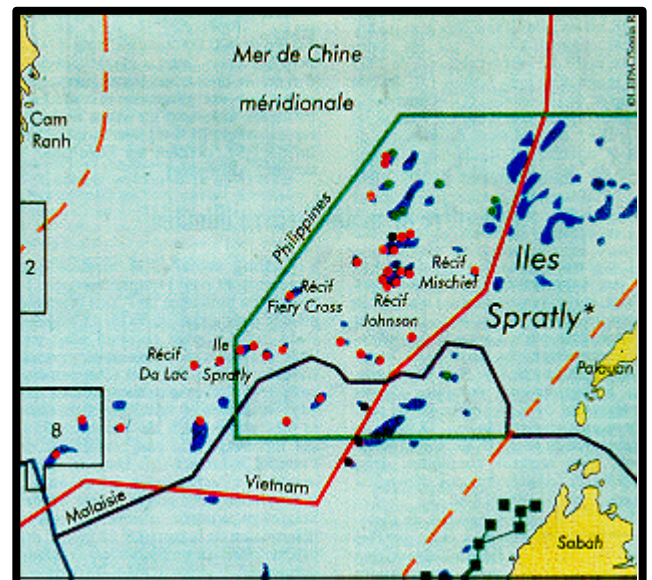 Mer de Chine
méridionale
Cam
Ranh
Philippines
2
Iles
Spratly*
Récif
Mischief
Récif
Fiery Cross
Récif
Johnson
Ile
Spratly
Récif
Da Lac
8
Vietnam
Malaisie
Sabah